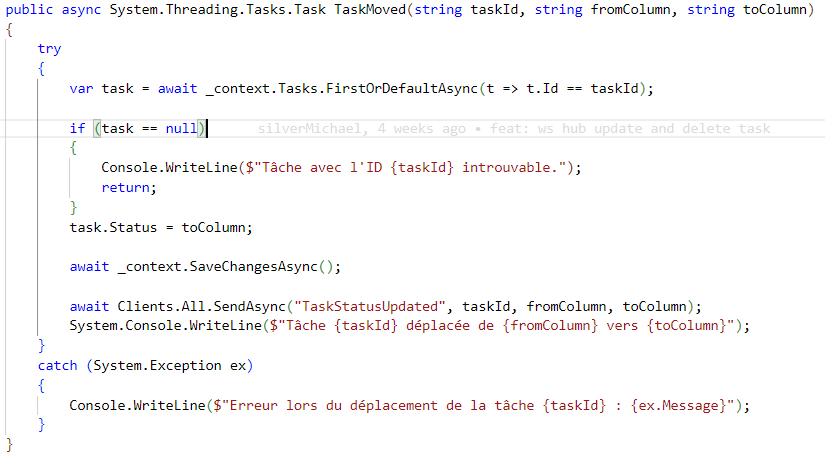 public async System.Threading.Tasks.Task TaskMoved(string taskId, string fromColumn, string toColumn)
{
    try
    {
        var task = await _context.Tasks.FirstOrDefaultAsync(t => t.Id == taskId);

        if (task == null)      silverMichael, 4 weeks ago • feat: ws hub update and delete task
        {
            Console.WriteLine($"Tâche avec l'ID {taskId} introuvable.");
            return;
        }
        task.Status = toColumn;

        await _context.SaveChangesAsync();

        await Clients.All.SendAsync("TaskStatusUpdated", taskId, fromColumn, toColumn);
        System.Console.WriteLine($"Tâche {taskId} déplacée de {fromColumn} vers {toColumn}");
    }
    catch (System.Exception ex)
    {
        Console.WriteLine($"Erreur lors du déplacement de la tâche {taskId} : {ex.Message}");
    }
}